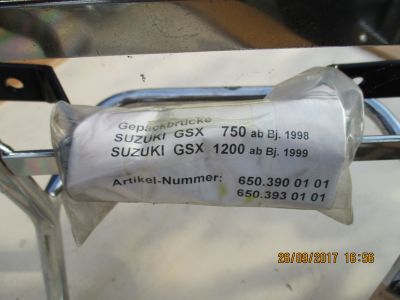 Gepäckbrücke
SUZUKI GSX 750 ab Bj. 1998
SUZUKI GSX 1200 ab Bj. 1999
Artikel-Nummer: 650.390 01 01
650.393 01 01
26/09/2017 16:56